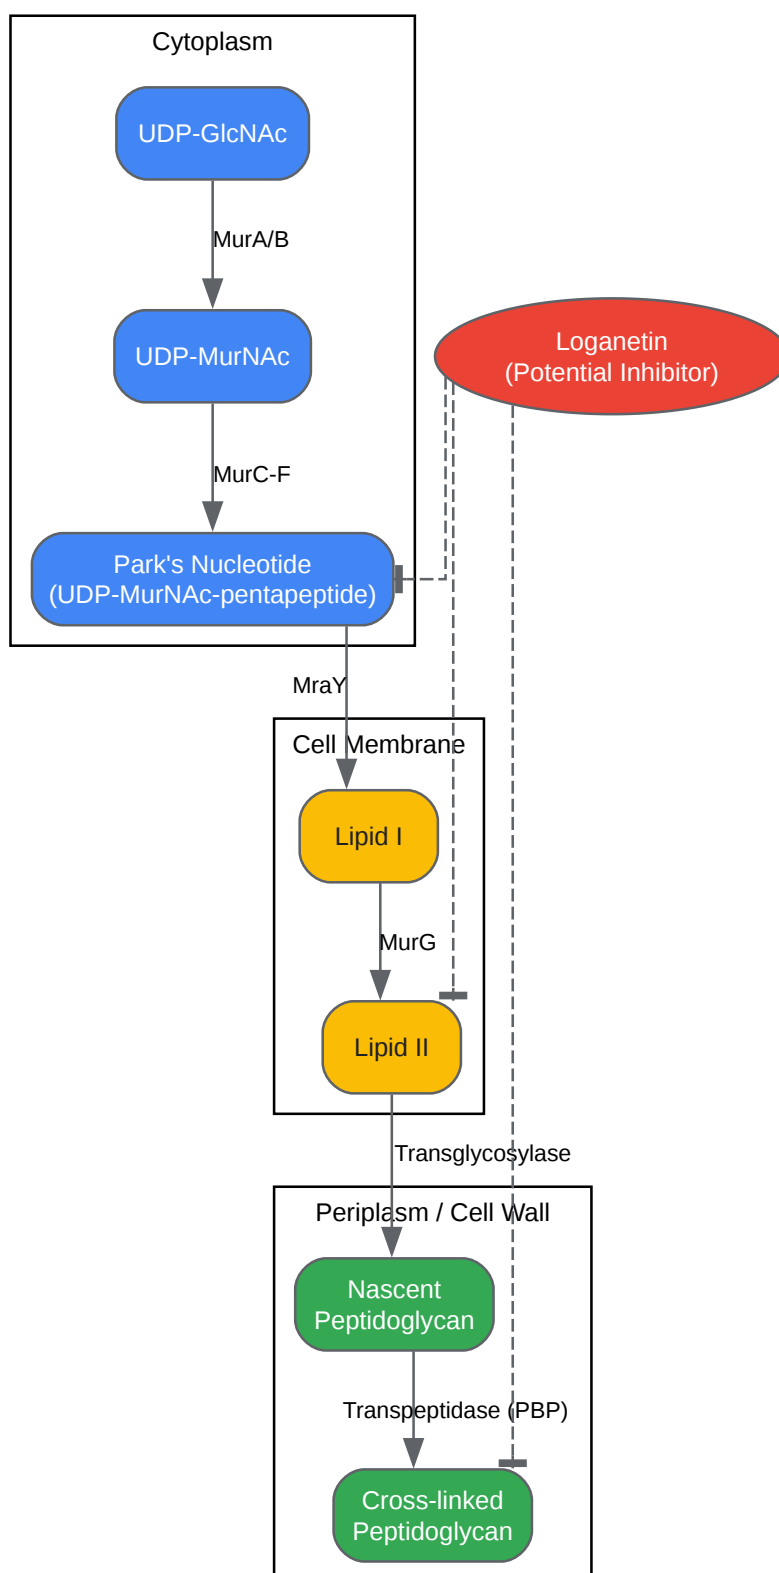 Cytoplasm
UDP-GlcNAc
MurA/B
UDP-MurNAc
Loganetin
(Potential Inhibitor)
MurC-F
Park's Nucleotide
(UDP-MurNAc-pentapeptide)
MraY
Cell Membrane
Lipid I
MurG
Lipid II
Transglycosylase
Periplasm / Cell Wall
Nascent
Peptidoglycan
Transpeptidase (PBP)
Cross-linked
Peptidoglycan